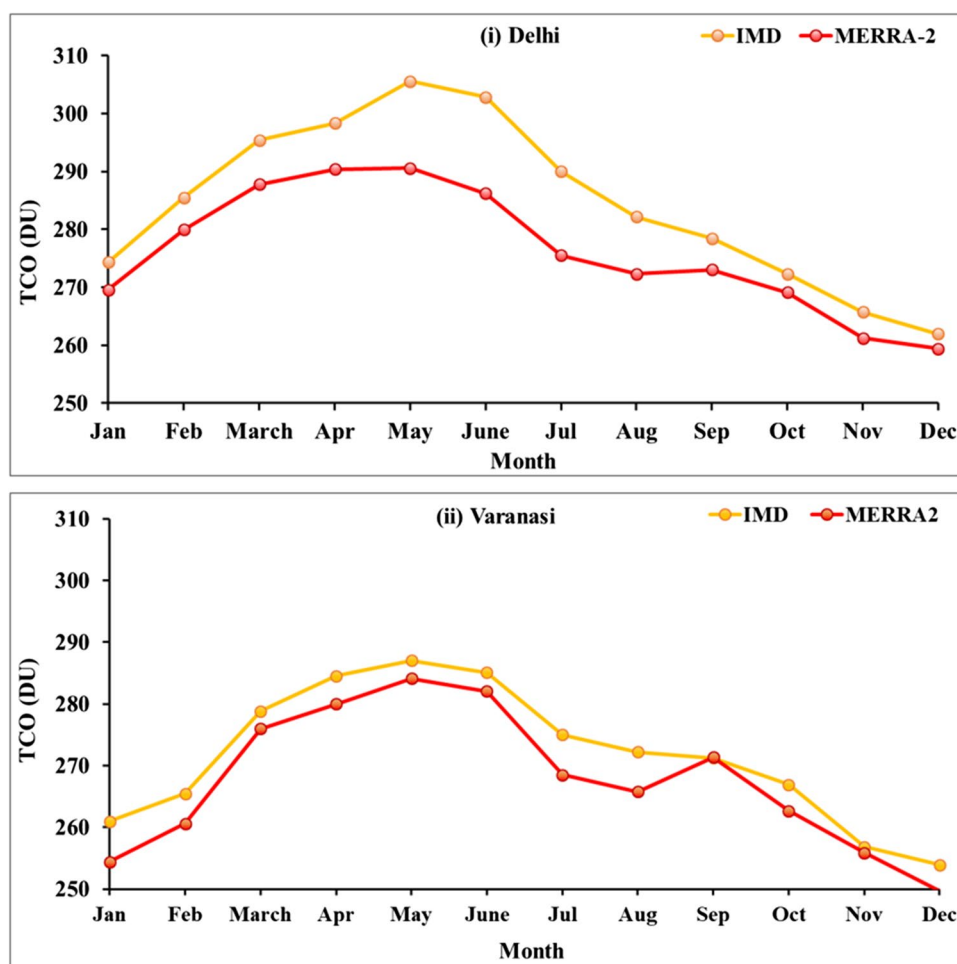 (i) Delhi
IMD MERRA-2
TCO (DU)
310
300
290
280
270
260
250
Jan Feb March Apr May June Jul Aug Sep Oct Nov Dec
Month
(ii) Varanasi
IMD MERRA2
TCO (DU)
310
300
290
280
270
260
250
Jan Feb March Apr May June Jul Aug Sep Oct Nov Dec
Month